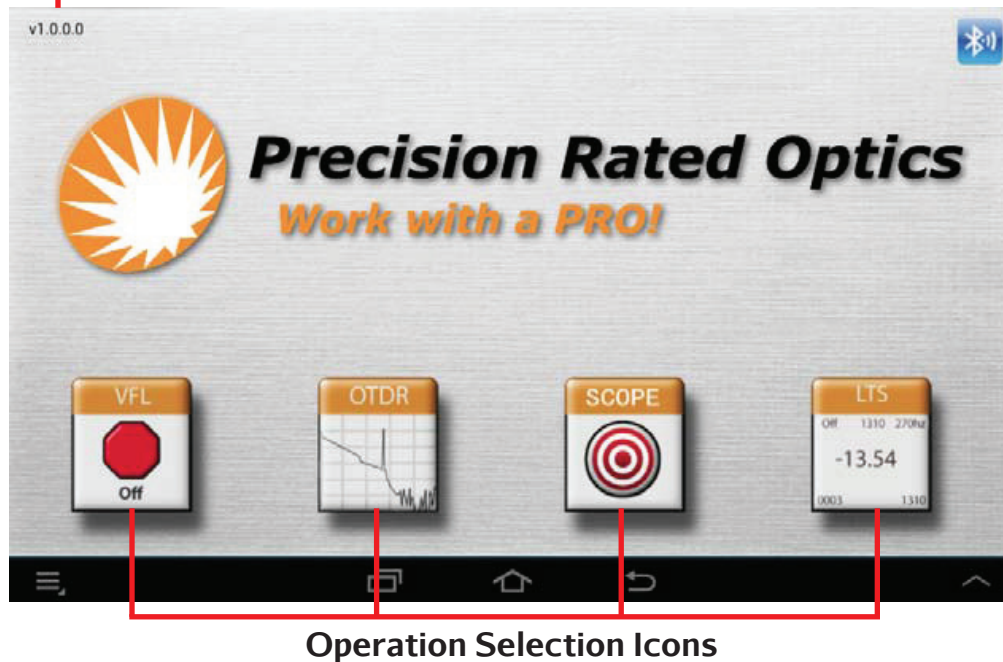 v1.0.0.0
Precision Rated Optics
Work with a PRO!
VFL
Off
OTDR
SCOPE
LTS
Off 1310 270hz
-13.54
0003 1310
Operation Selection Icons